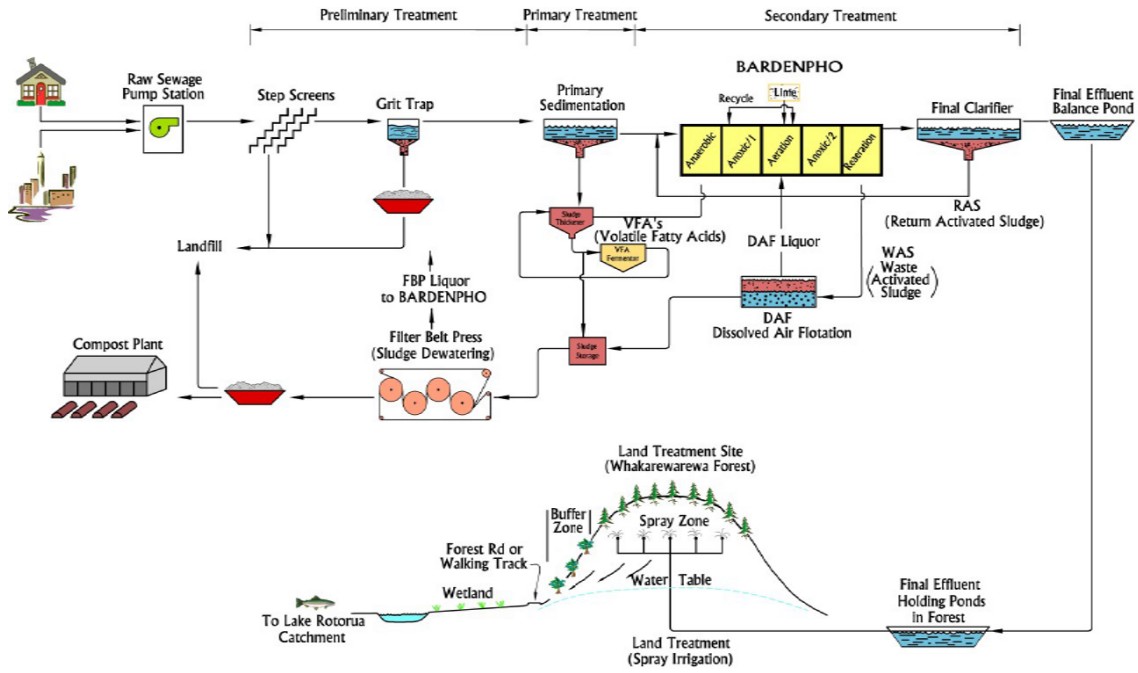 Preliminary Treatment
Primary Treatment
Secondary Treatment
Raw Sewage
Pump Station
Step Screens
Grit Trap
Primary
Sedimentation
BARDENPHO
Recycle
Lime
Anaerobic
Anoxic/1
Aeration
Anoxic/2
Reaeration
Final Clarifier
Final Effluent
Balance Pond
Sludge
Thickener
VFA's
(Volatile Fatty Acids)
VFA
Fermenter
RAS
(Return Activated Sludge)
Landfill
DAF Liquor
WAS
Waste
(Activated
Sludge)
FBP Liquor
to BARDENPHO
DAF
Dissolved Air Flotation
Filter Belt Press
(Sludge Dewatering)
Sludge
Storage
Compost Plant
Land Treatment Site
(Whakarewarewa Forest)
Buffer
Zone
Spray Zone
Forest Rd or
Walking Track
Water Table
Wetland
To Lake Rotorua
Catchment
Land Treatment
(Spray Irrigation)
Final Effluent
Holding Ponds
in Forest